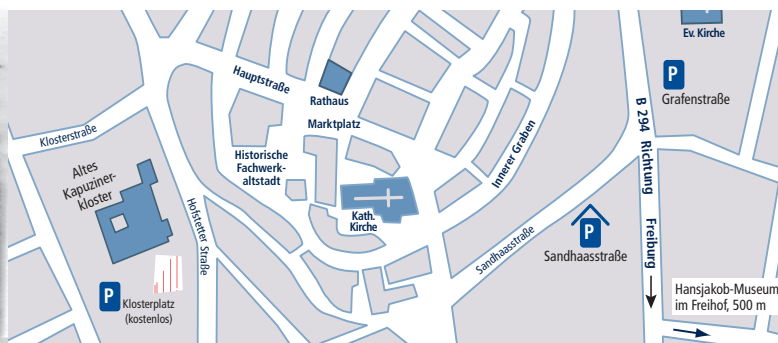 Ev. Kirche
P
Grafenstraße
Hauptstraße
Rathaus
Marktplatz
Klosterstraße
Altes
Kapuziner-
kloster
Historische
Fachwerk-
altstadt
Innerer Graben
B 294 Richtung Freiburg
Kath.
Kirche
Hofstetter Straße
Sandhaasstraße
P
Sandhaasstraße
P
Klosterplatz
(kostenlos)
Hansjakob-Museum
im Freihof, 500 m